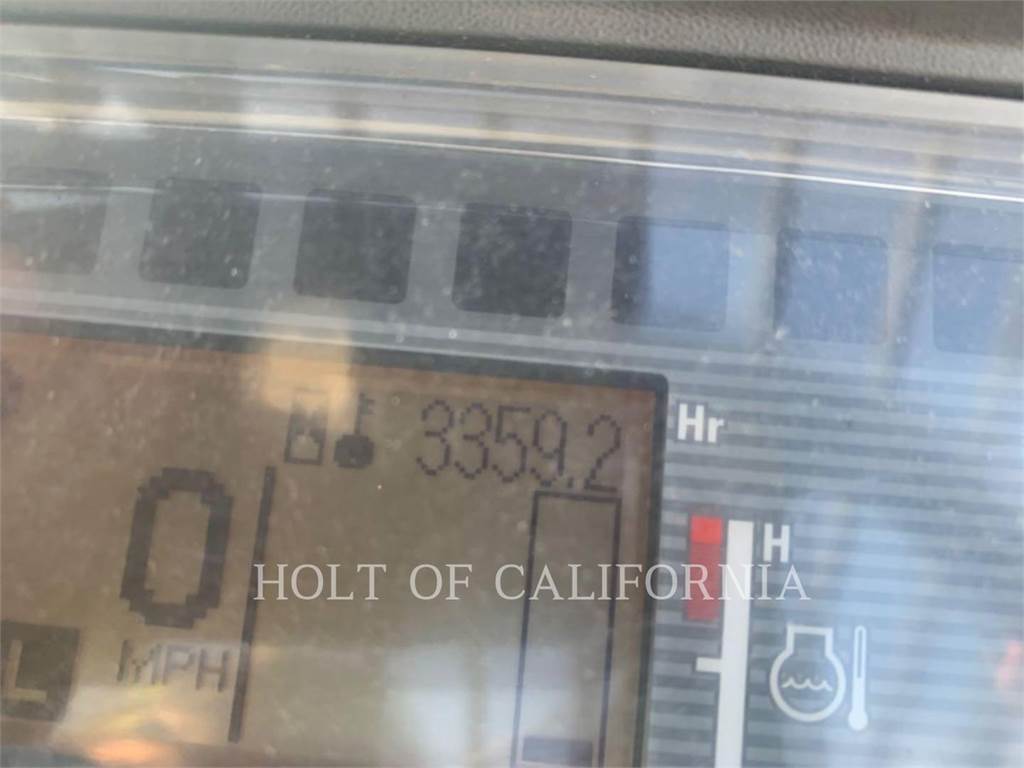 3359.2 Hr
0
H
HOLT OF CALIFORNIA
L
MPH